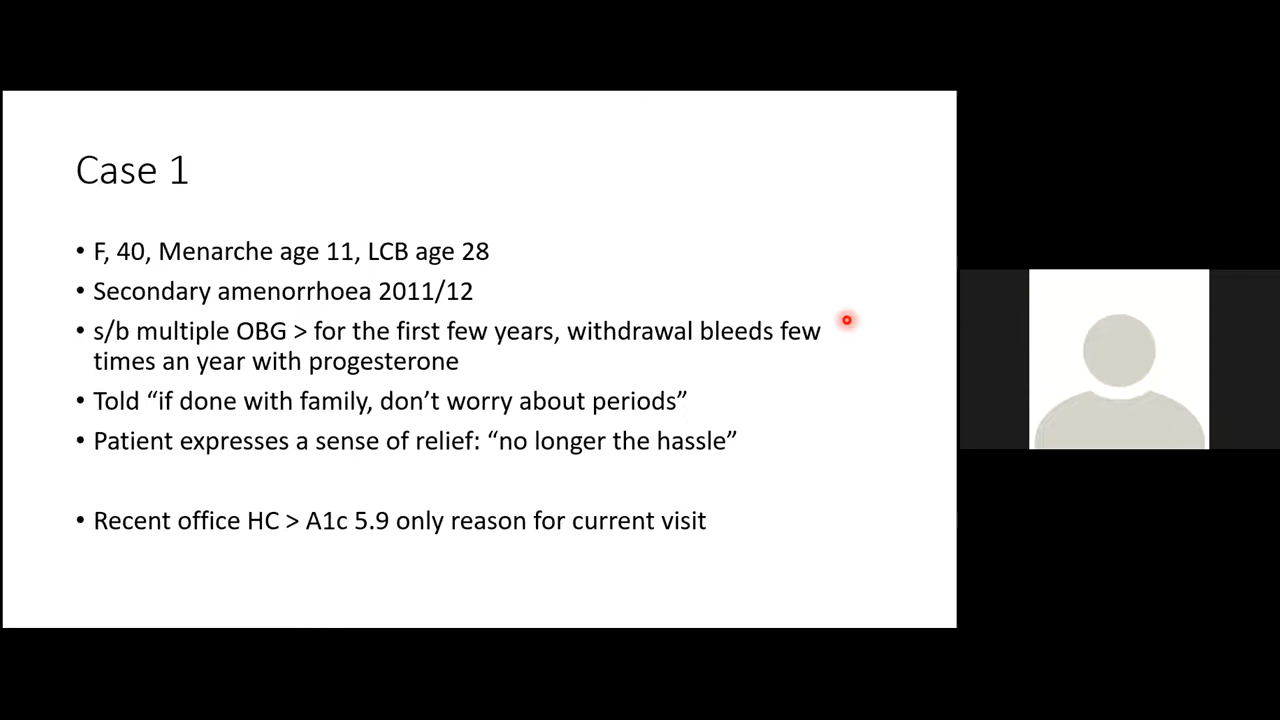 Case 1
• F, 40, Menarche age 11, LCB age 28
• Secondary amenorrhoea 2011/12
• s/b multiple OBG > for the first few years, withdrawal bleeds few
times an year with progesterone
• Told “if done with family, don’t worry about periods”
• Patient expresses a sense of relief: “no longer the hassle”
• Recent office HC > A1c 5.9 only reason for current visit